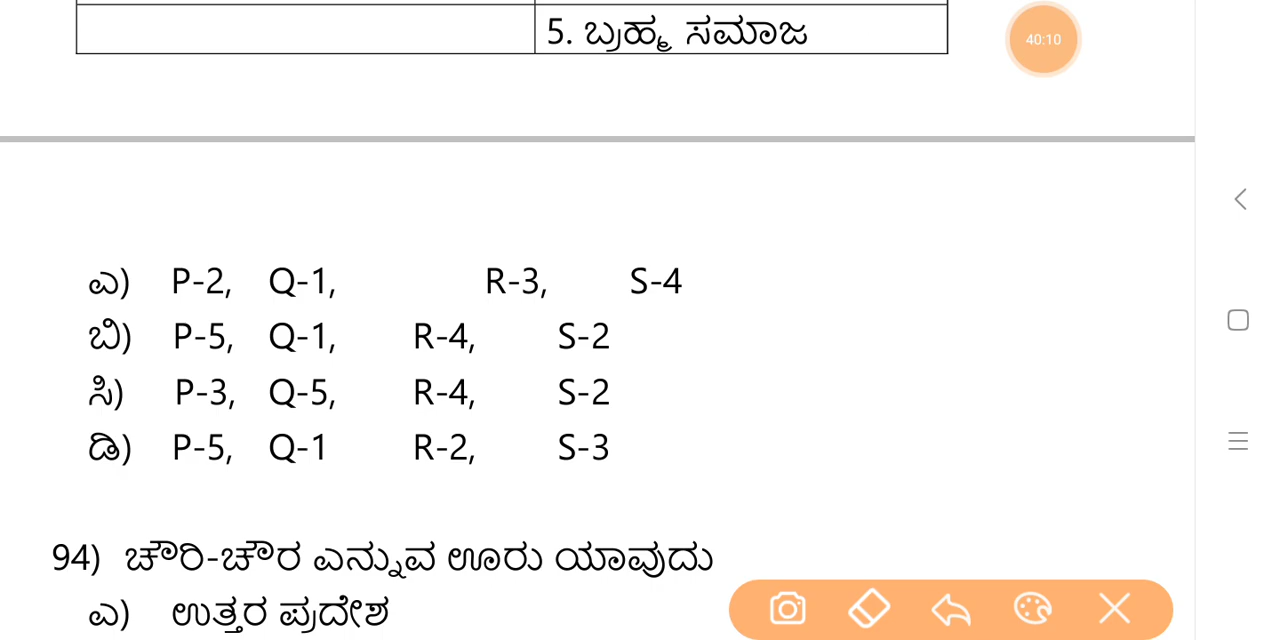 5. ಬ್ರಹ್ಮ ಸಮಾಜ
40:10
ಎ) P-2, Q-1, R-3, S-4
ಬಿ) P-5, Q-1, R-4, S-2
ಸಿ) P-3, Q-5, R-4, S-2
ಡಿ) P-5, Q-1 R-2, S-3
94) ಚೌರಿ-ಚೌರ ಎನ್ನುವ ಊರು ಯಾವುದು
ಎ) ಉತ್ತರ ಪ್ರದೇಶ